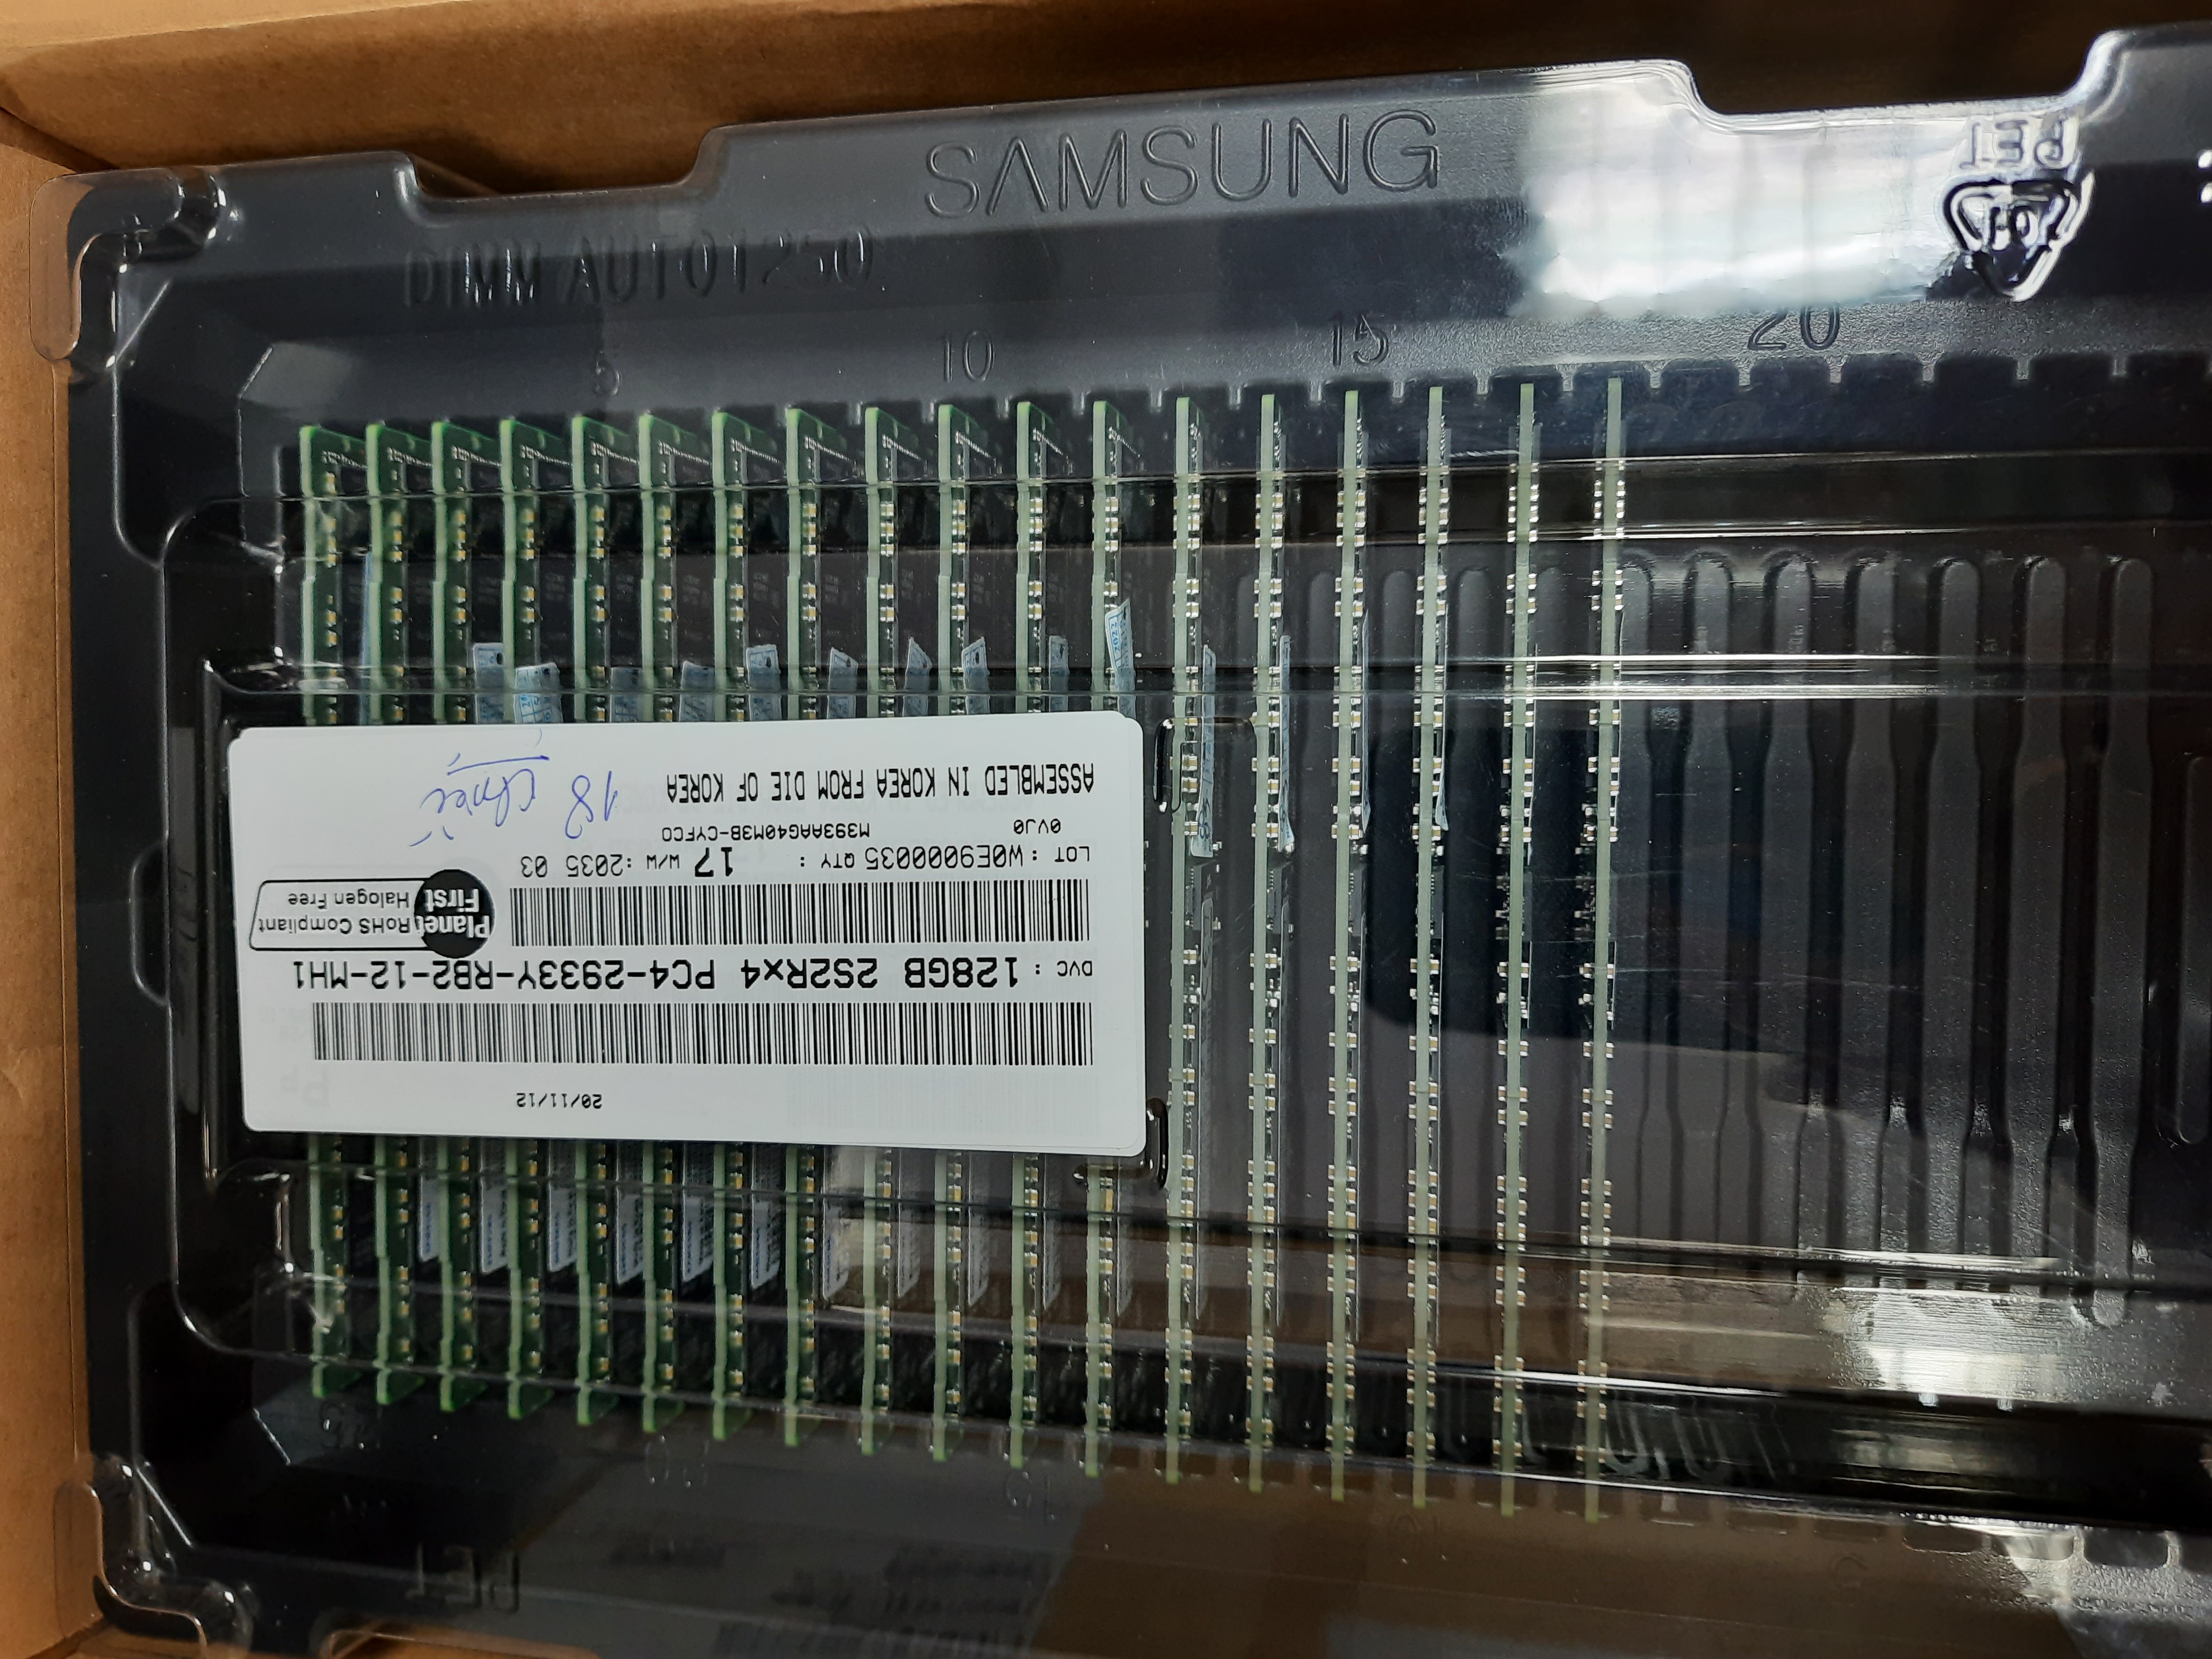 20/11/12
DVC : 128GB 2S2Rx4 PC4-2933Y-RB2-12-MH1
Planet First
RoHS Compliant
Halogen Free
LOT : W0E9000035 QTY : 17 W/W :2035 03
0VJ0 M393AAG40M3B-CYFCO
ASSEMBLED IN KOREA FROM DIE OF KOREA
18 chiếc
SAMSUNG
5
10
15
20
PET
PET
2022